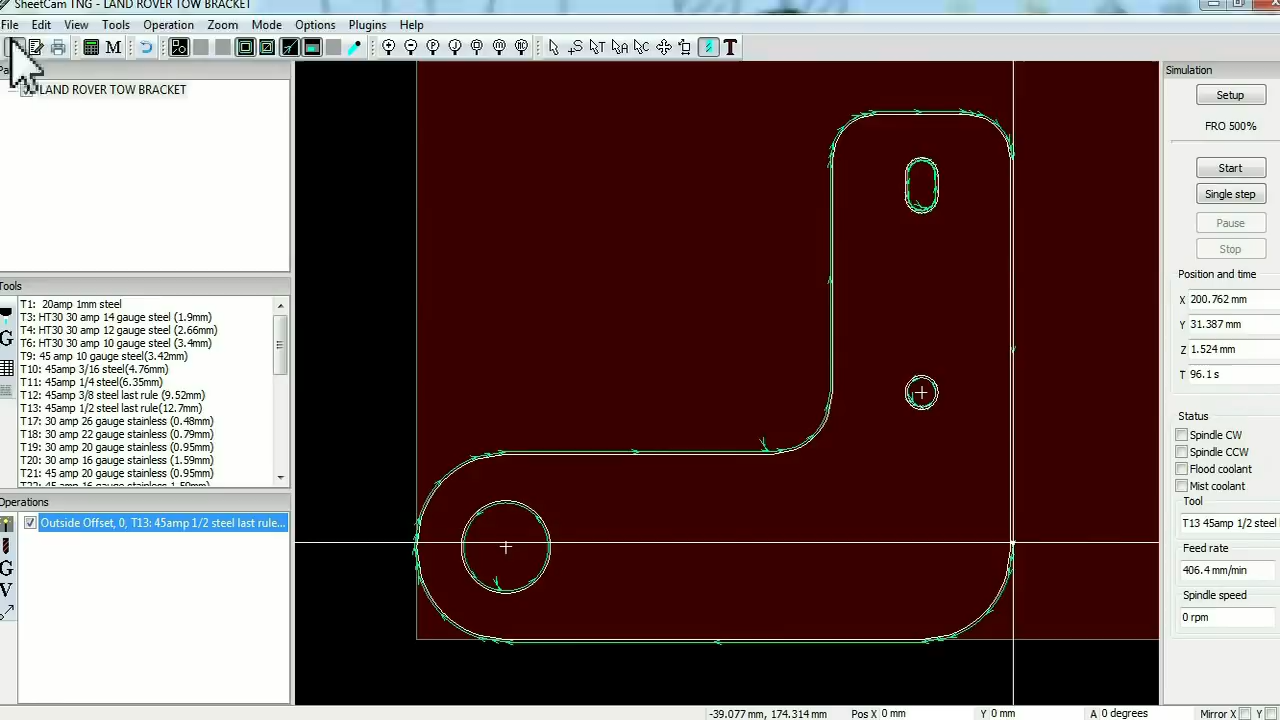 SheetCam TNG - LAND ROVER TOW BRACKET
File Edit View Tools Operation Zoom Mode Options Plugins Help
M T
LAND ROVER TOW BRACKET
Tools
T1: 20amp 1mm steel
T3: HT30 30 amp 14 gauge steel (1.9mm)
T4: HT30 30 amp 12 gauge steel (2.66mm)
T6: HT30 30 amp 10 gauge steel (3.4mm)
T9: 45 amp 10 gauge steel(3.42mm)
T10: 45amp 3/16 steel(4.76mm)
T11: 45amp 1/4 steel(6.35mm)
T12: 45amp 3/8 steel last rule (9.52mm)
T13: 45amp 1/2 steel last rule(12.7mm)
T17: 30 amp 26 gauge stainless (0.48mm)
T18: 30 amp 22 gauge stainless (0.79mm)
T19: 30 amp 20 gauge stainless (0.95mm)
T20: 30 amp 16 gauge stainless (1.59mm)
T21: 45 amp 20 gauge stainless (0.95mm)
Operations
Outside Offset, 0, T13: 45amp 1/2 steel last rule...
G
V
Simulation
Setup
FRO 500%
Start
Single step
Pause
Stop
Position and time
X 200.762 mm
Y 31.387 mm
Z 1.524 mm
T 96.1 s
Status
Spindle CW
Spindle CCW
Flood coolant
Mist coolant
Tool
T13 45amp 1/2 steel
Feed rate
406.4 mm/min
Spindle speed
0 rpm
-39.077 mm, 174.314 mm Pos X 0 mm Y 0 mm A 0 degrees Mirror X Y